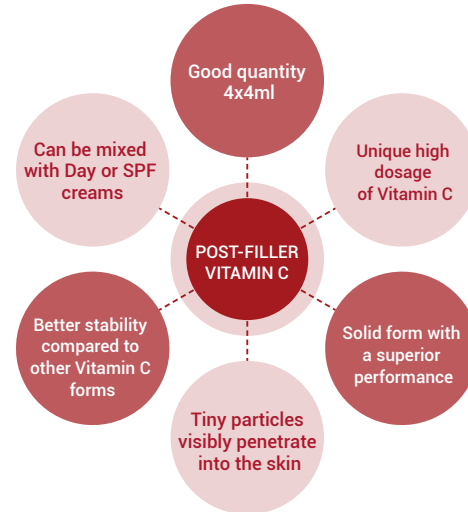 Good quantity
4x4ml
Unique high
dosage
of Vitamin C
Solid form with
a superior
performance
Tiny particles
visibly penetrate
into the skin
Better stability
compared to
other Vitamin C
forms
Can be mixed
with Day or SPF
creams
POST-FILLER
VITAMIN C